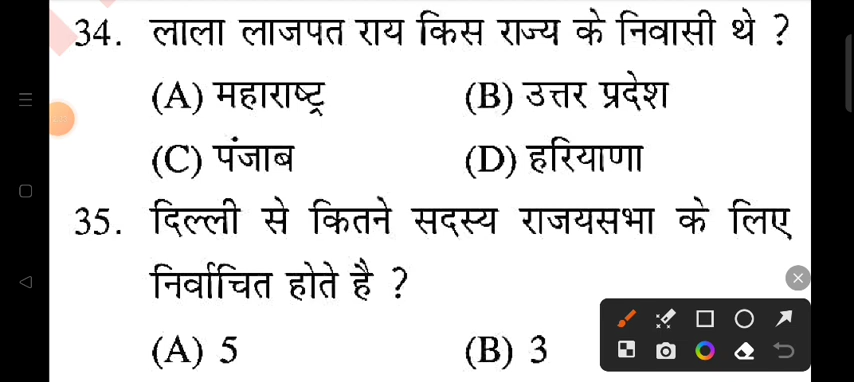 34. लाला लाजपत राय किस राज्य के निवासी थे ?
(A) महाराष्ट्र (B) उत्तर प्रदेश
(C) पंजाब (D) हरियाणा
35. दिल्ली से कितने सदस्य राजयसभा के लिए
निर्वाचित होते है ?
(A) 5 (B) 3